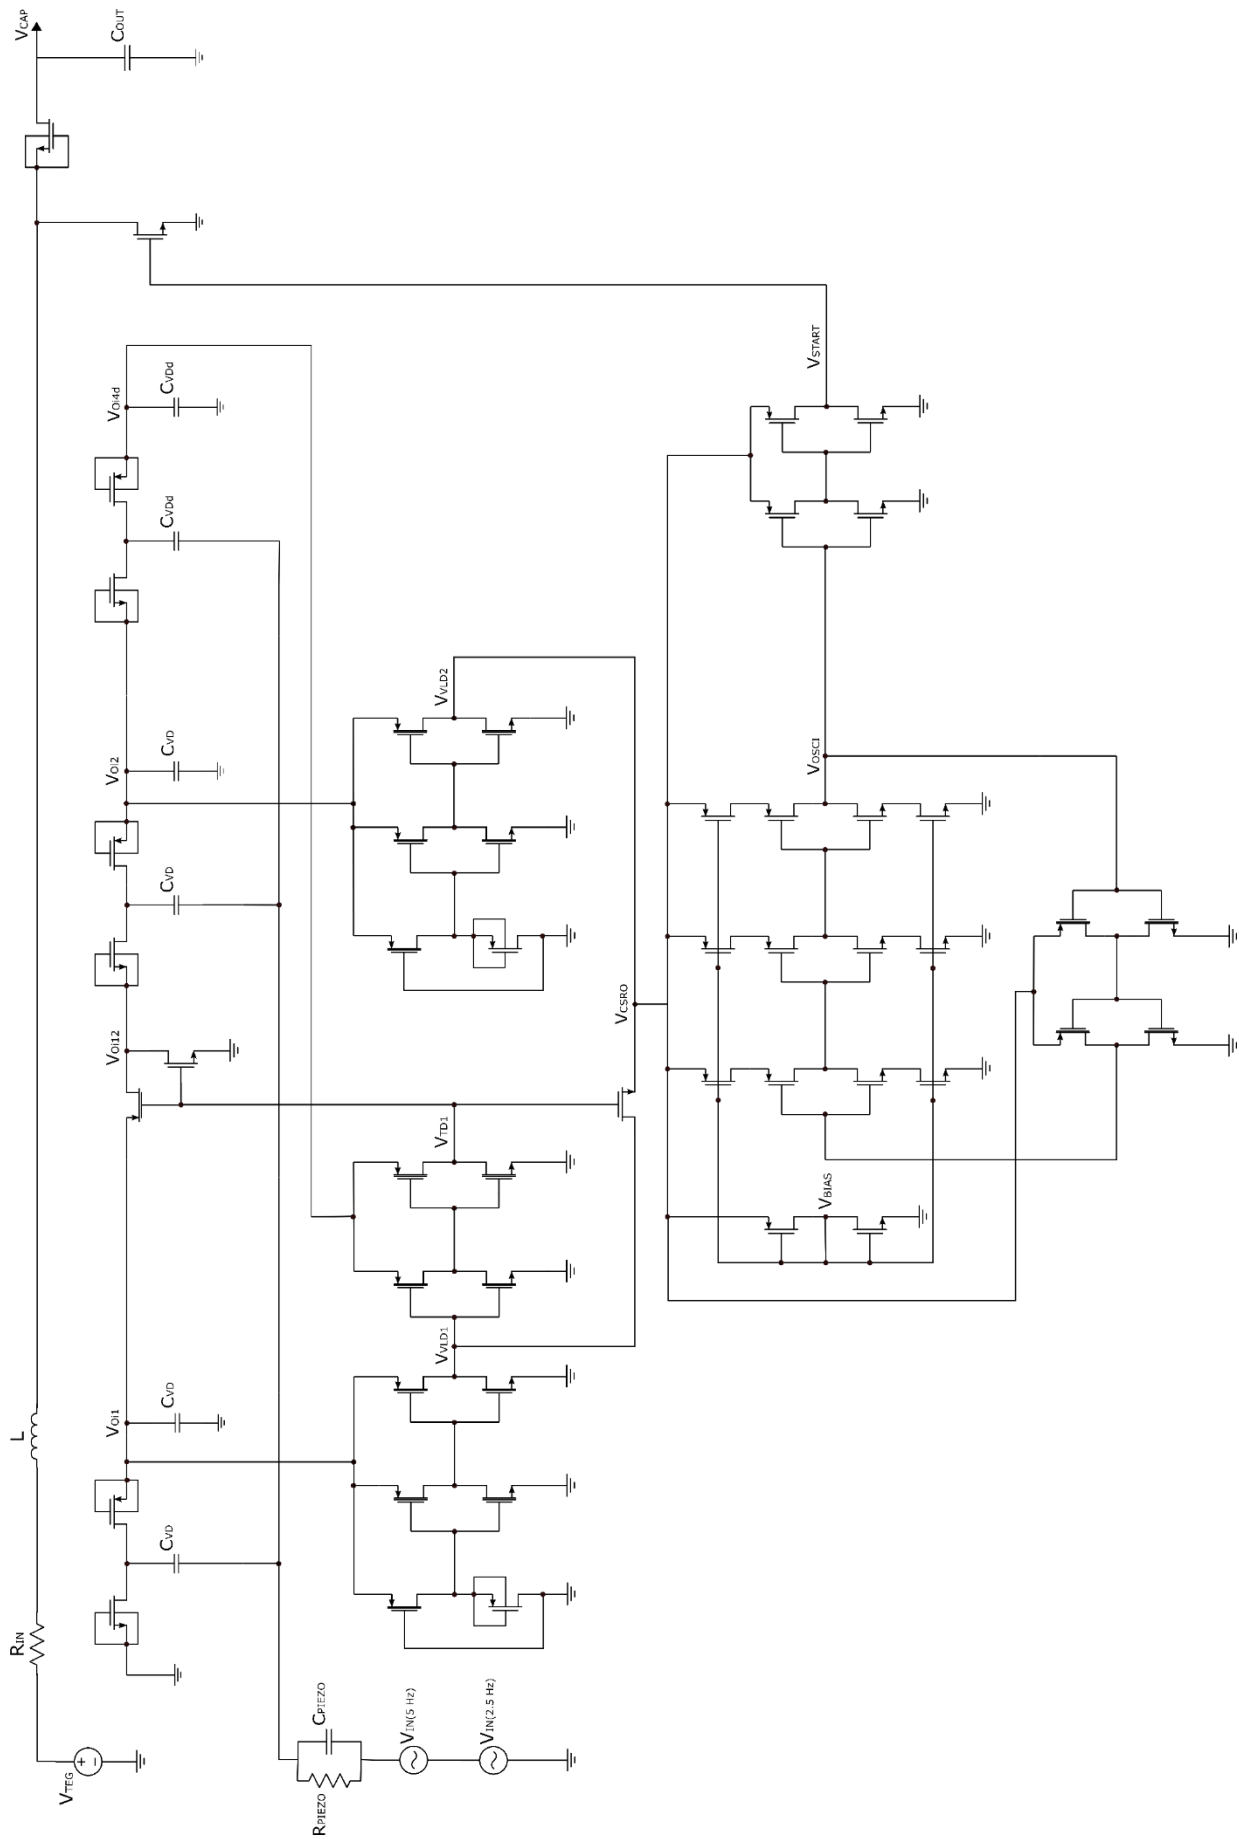 RIN
L
VCAP
VTEG
+
−
VOi1
VOi12
VOi2
VOi4d
COUT
CVD
CVD
CVD
CVD
CVDd
CVDd
RPIEZO
CPIEZO
VIN(5 Hz)
VIN(2.5 Hz)
VVLD1
VTD1
VVLD2
VCSRO
VBIAS
VOSCI
VSTART